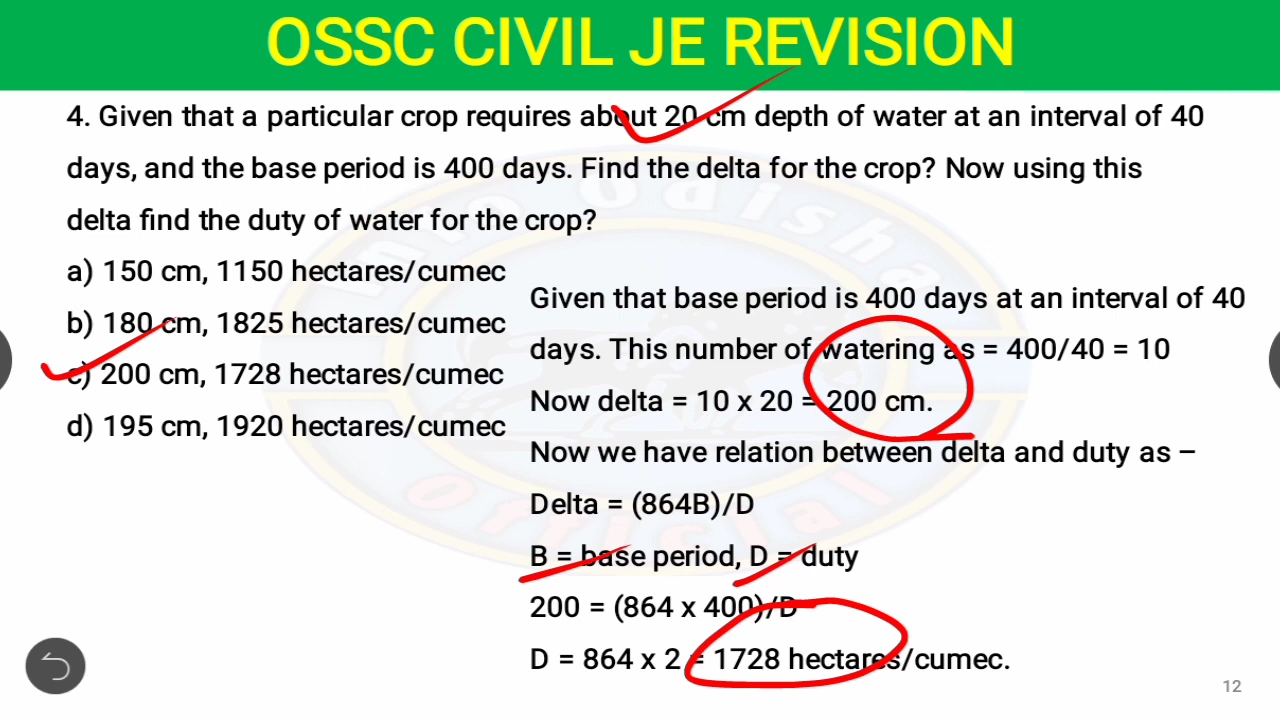 OSSC CIVIL JE REVISION
4. Given that a particular crop requires about 20 cm depth of water at an interval of 40
days, and the base period is 400 days. Find the delta for the crop? Now using this
delta find the duty of water for the crop?
a) 150 cm, 1150 hectares/cumec
b) 180 cm, 1825 hectares/cumec
c) 200 cm, 1728 hectares/cumec
d) 195 cm, 1920 hectares/cumec
Given that base period is 400 days at an interval of 40
days. This number of watering as = 400/40 = 10
Now delta = 10 x 20 = 200 cm.
Now we have relation between delta and duty as –
Delta = (864B)/D
B = base period, D = duty
200 = (864 x 400)/D
D = 864 x 2 = 1728 hectares/cumec.
Info Odisha
Official
12